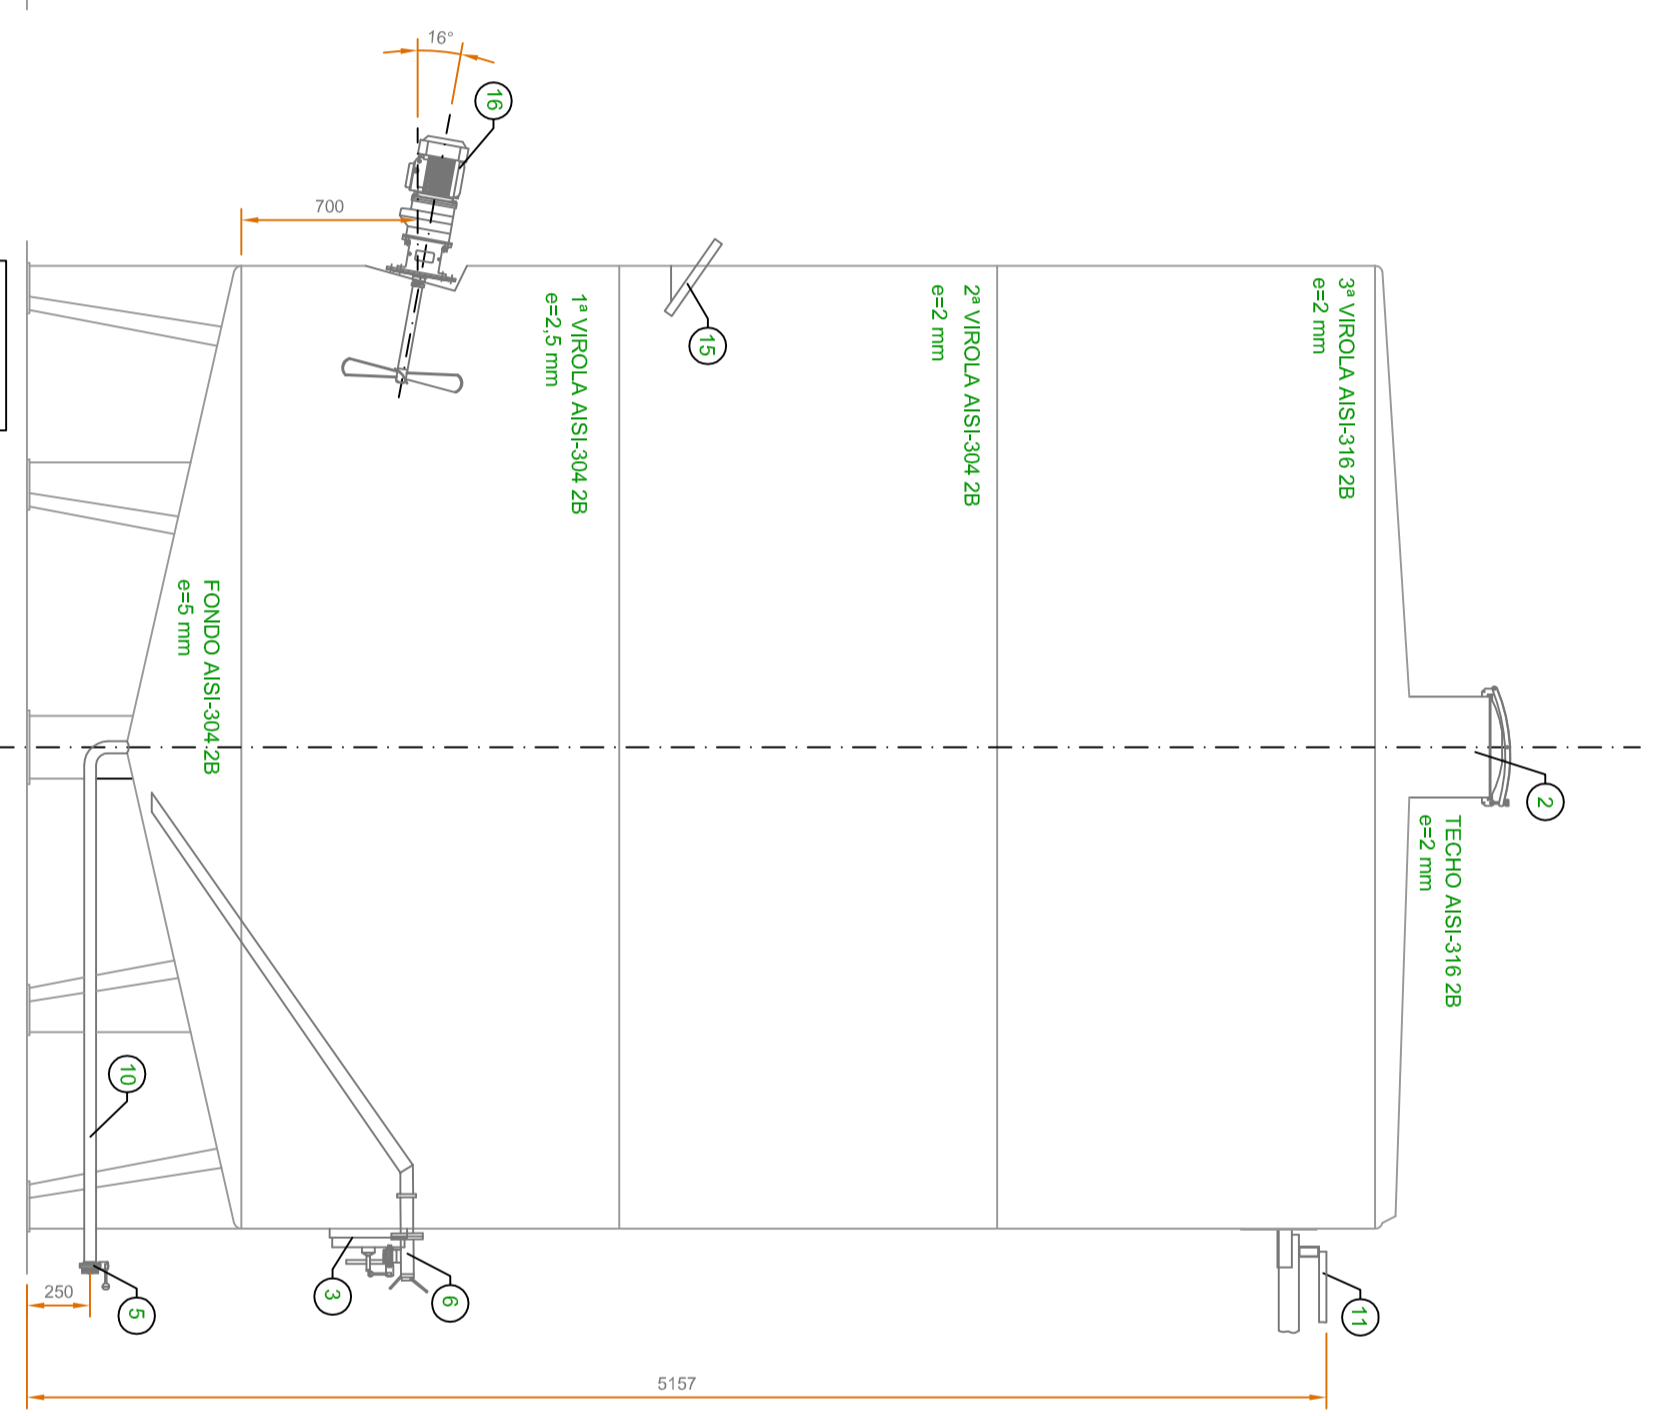 16°
16
700
15
1ª VIROLA AISI-304 2B
e=2,5 mm
2ª VIROLA AISI-304 2B
e=2 mm
3ª VIROLA AISI-316 2B
e=2 mm
FONDO AISI-304 2B
e=5 mm
2
TECHO AISI-316 2B
e=2 mm
10
250
5
3
6
11
5157